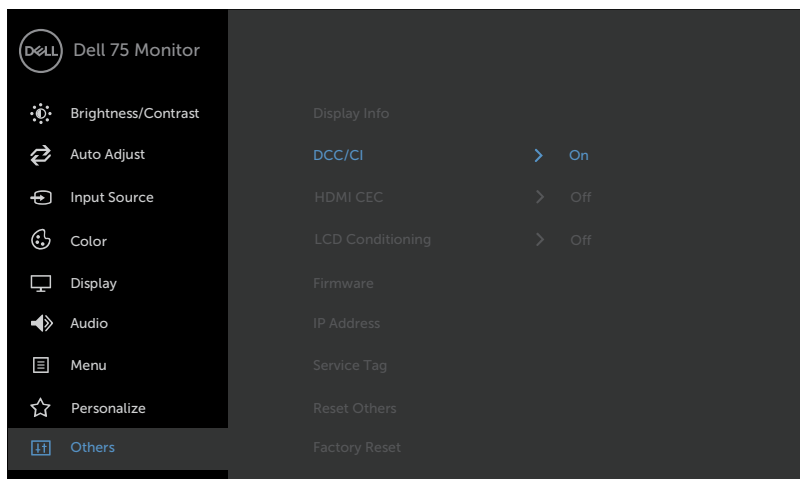 DELL Dell 75 Monitor
Brightness/Contrast
Auto Adjust
Input Source
Color
Display
Audio
Menu
Personalize
Others
Display Info
DCC/CI On
HDMI CEC Off
LCD Conditioning Off
Firmware
IP Address
Service Tag
Reset Others
Factory Reset